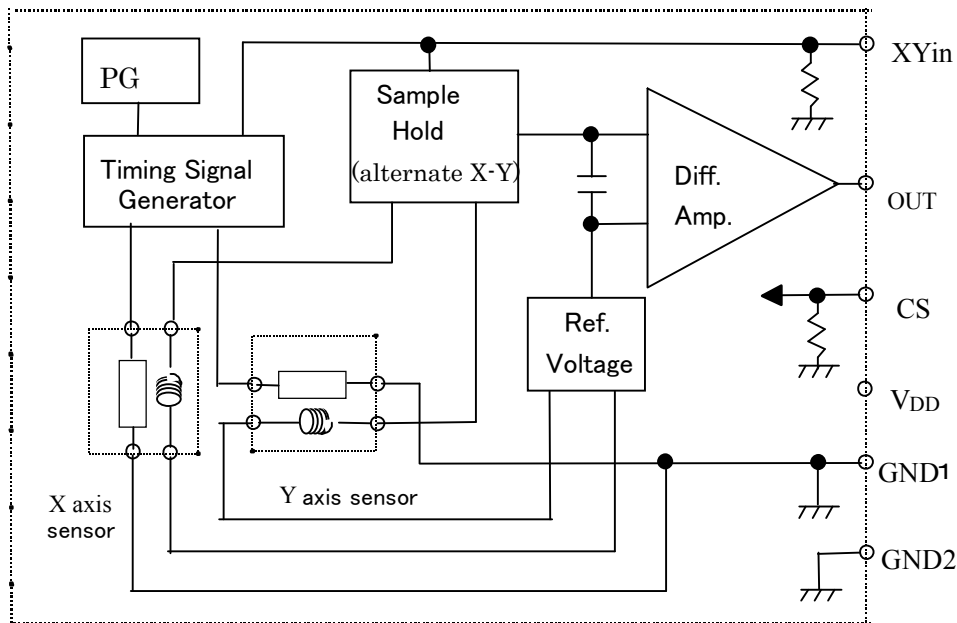 PG
Timing Signal
Generator
Sample
Hold
(alternate X-Y)
Diff.
Amp.
Ref.
Voltage
X axis
sensor
Y axis sensor
XYin
OUT
CS
VDD
GND1
GND2